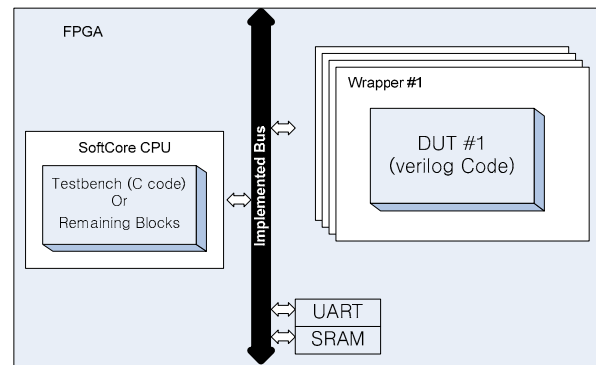 FPGA
Wrapper #1
DUT #1
(verilog Code)
SoftCore CPU
Testbench (C code)
Or
Remaining Blocks
Implemented Bus
UART
SRAM